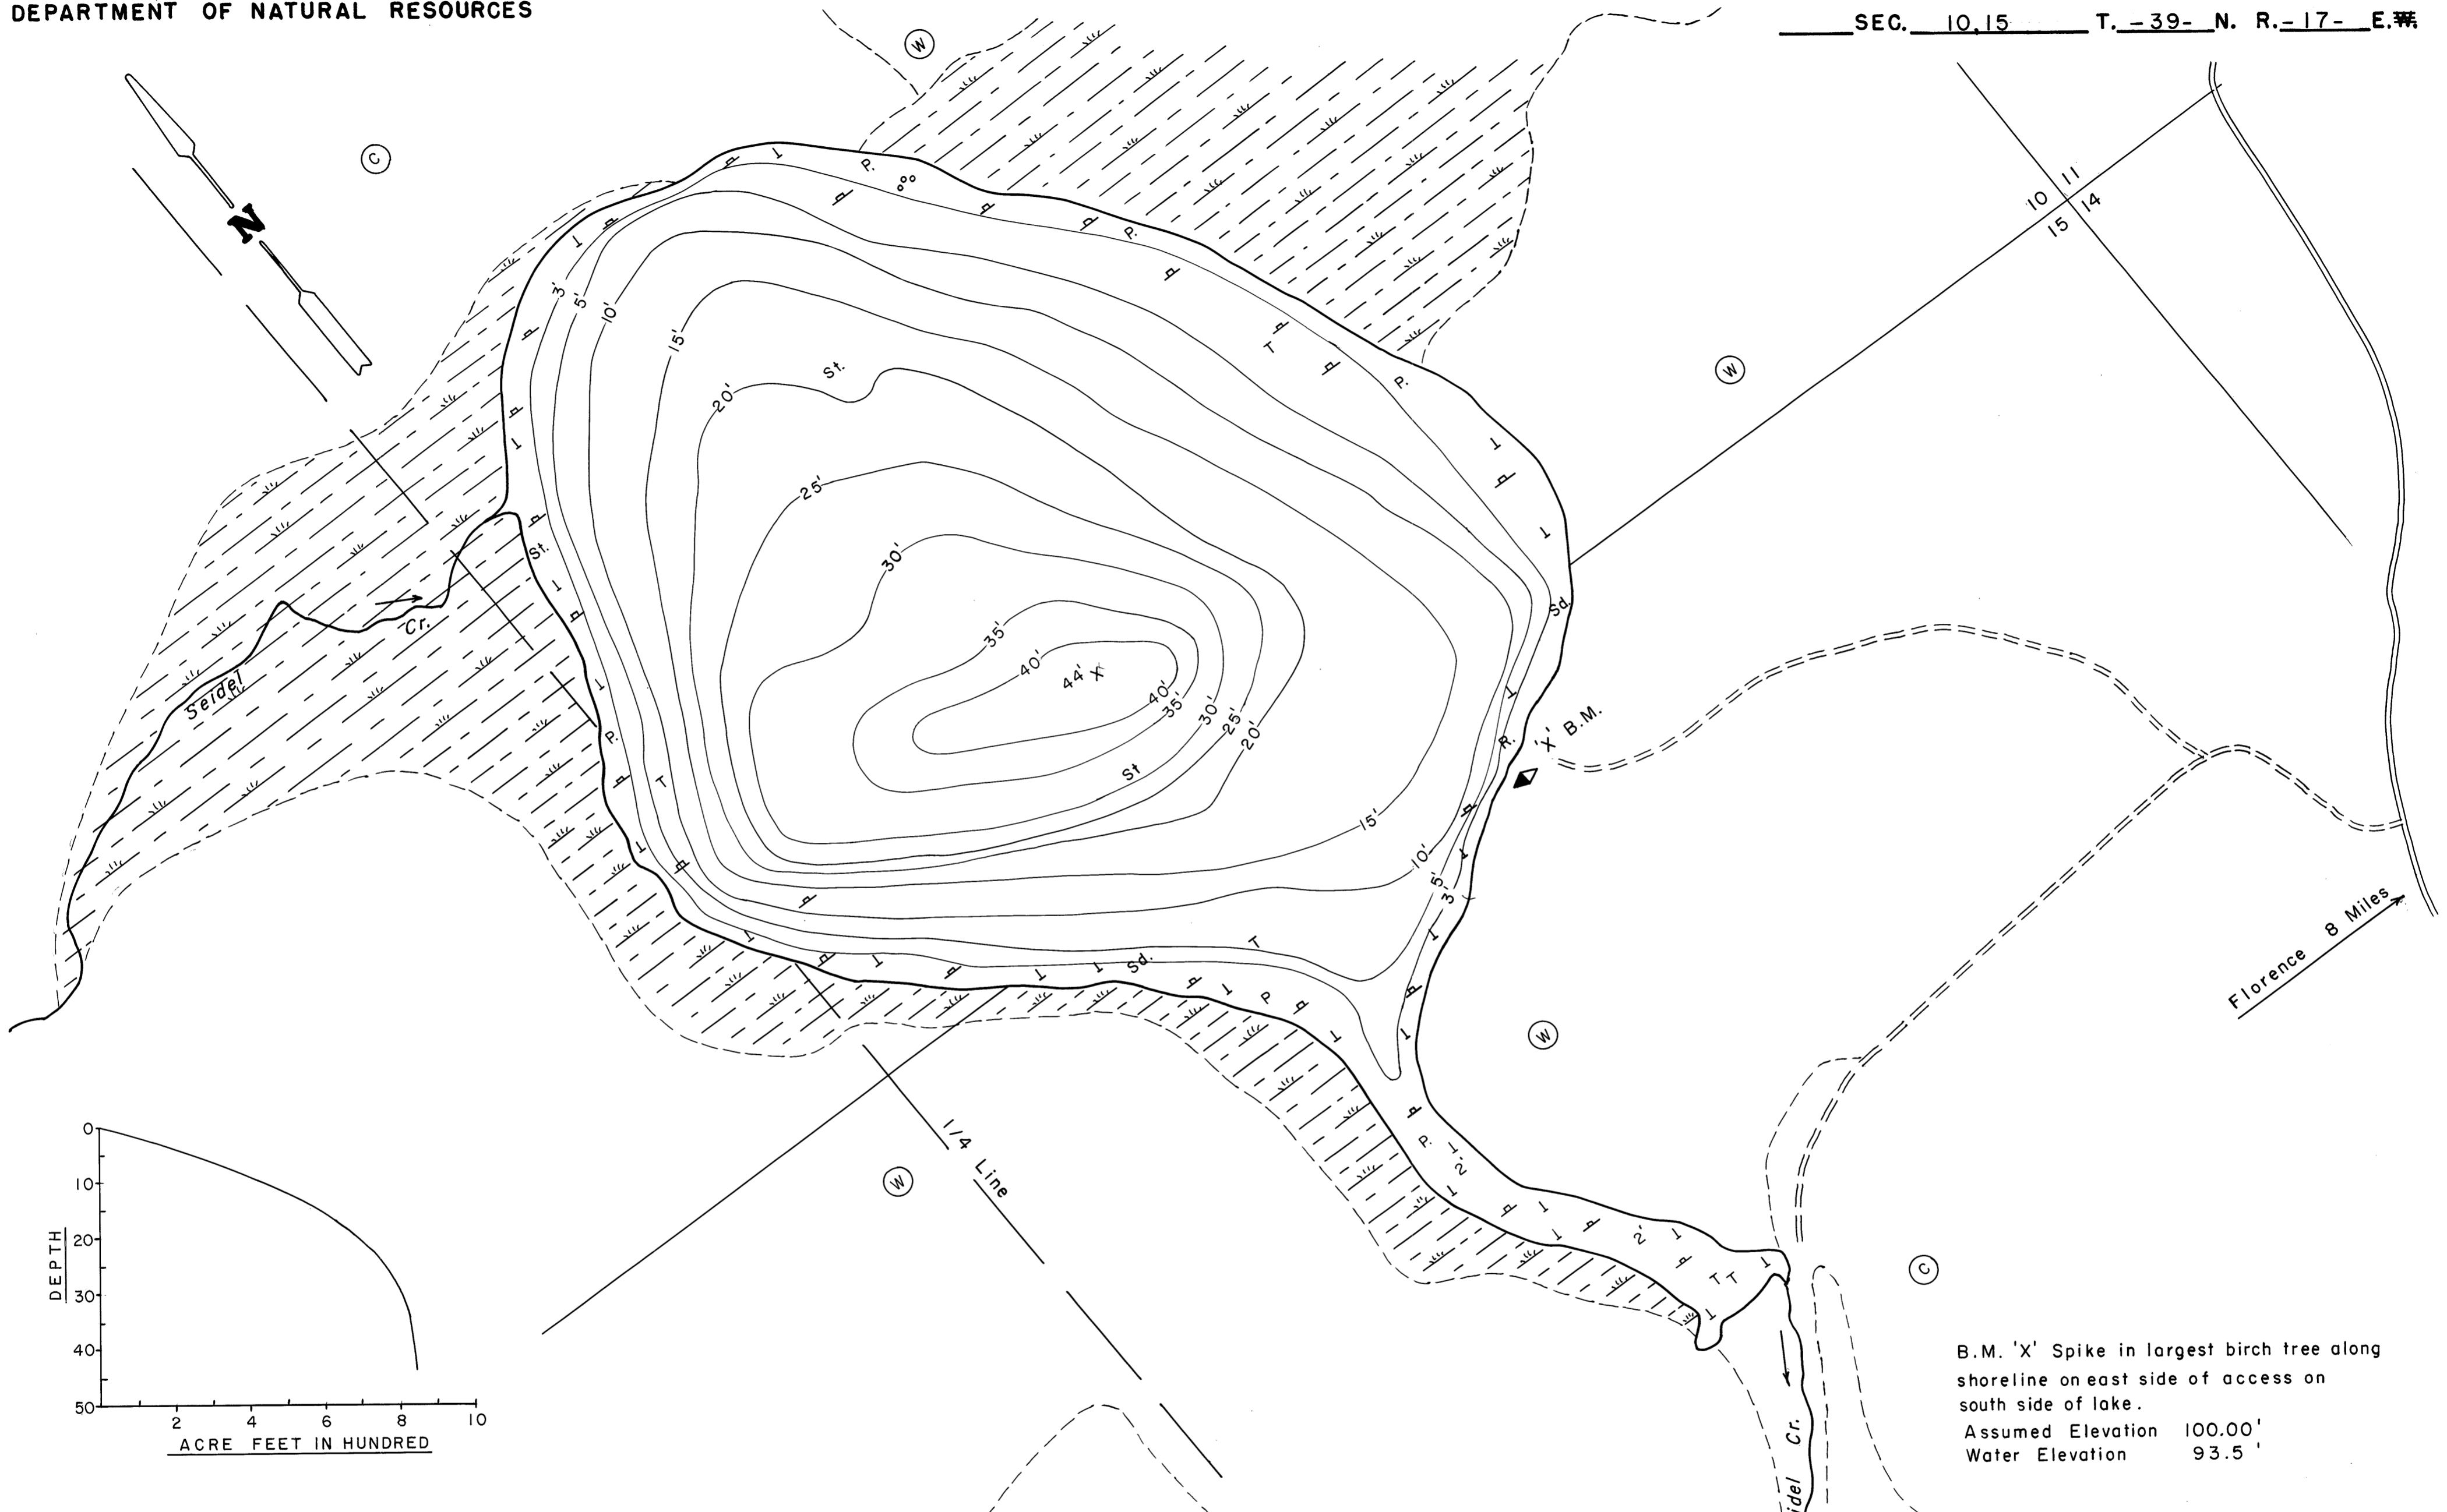 DEPARTMENT OF NATURAL RESOURCES
SEC. 10,15 T. -39- N. R. -17- E.W.
W
C
N
P.
P.
10 11
15 14
3'
5'
10'
15'
T
W
P.
St.
20'
25'
30'
St.
Sd.
Cr.
35'
40'
44' X
Seidel
40'
35'
30'
25'
20'
P.
R.
'X' B.M.
St
T
15'
10'
5'
3'
T
Sd.
P
Florence 8 Miles
W
1/4 Line
P.
2'
W
2'
T T
C
0
10
20
30
40
50
DEPTH
2 4 6 8 10
ACRE FEET IN HUNDRED
B.M. 'X' Spike in largest birch tree along
shoreline on east side of access on
south side of lake.
Assumed Elevation 100.00'
Water Elevation 93.5 '
idel Cr.